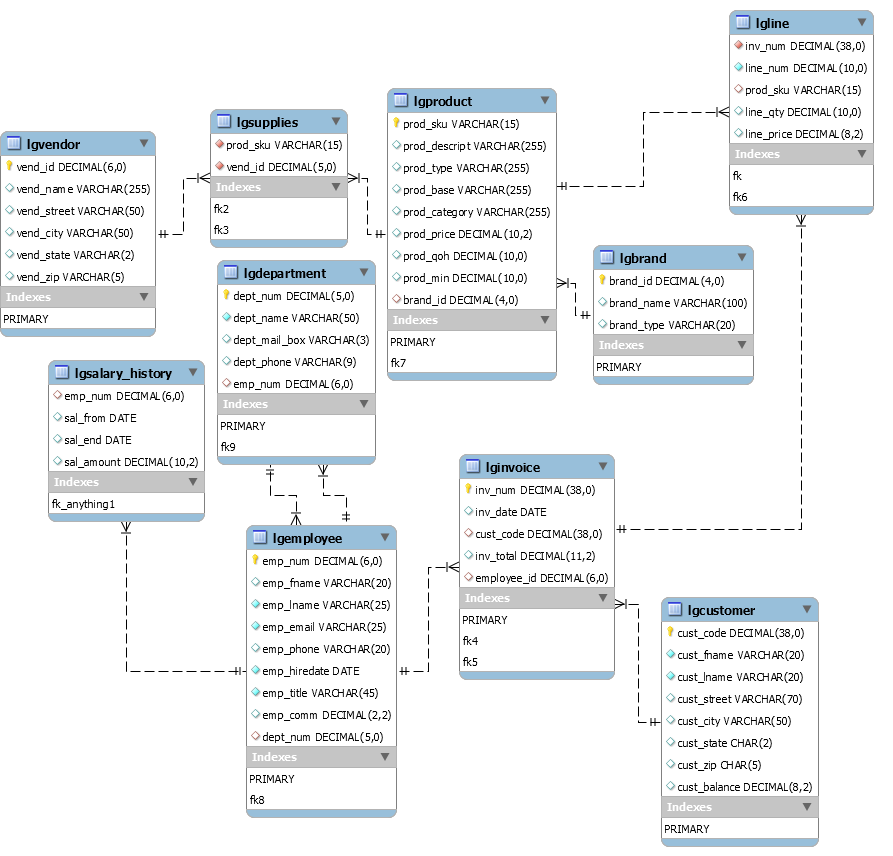 lgvendor
vend_id DECIMAL(6,0)
vend_name VARCHAR(255)
vend_street VARCHAR(50)
vend_city VARCHAR(50)
vend_state VARCHAR(2)
vend_zip VARCHAR(5)
Indexes
PRIMARY
lgsupplies
prod_sku VARCHAR(15)
vend_id DECIMAL(5,0)
Indexes
fk2
fk3
lgproduct
prod_sku VARCHAR(15)
prod_descript VARCHAR(255)
prod_type VARCHAR(255)
prod_base VARCHAR(255)
prod_category VARCHAR(255)
prod_price DECIMAL(10,2)
prod_qoh DECIMAL(10,0)
prod_min DECIMAL(10,0)
brand_id DECIMAL(4,0)
Indexes
PRIMARY
fk7
lgline
inv_num DECIMAL(38,0)
line_num DECIMAL(10,0)
prod_sku VARCHAR(15)
line_qty DECIMAL(10,0)
line_price DECIMAL(8,2)
Indexes
fk
fk6
lgbrand
brand_id DECIMAL(4,0)
brand_name VARCHAR(100)
brand_type VARCHAR(20)
Indexes
PRIMARY
lgdepartment
dept_num DECIMAL(5,0)
dept_name VARCHAR(50)
dept_mail_box VARCHAR(3)
dept_phone VARCHAR(9)
emp_num DECIMAL(6,0)
Indexes
PRIMARY
fk9
lgsalary_history
emp_num DECIMAL(6,0)
sal_from DATE
sal_end DATE
sal_amount DECIMAL(10,2)
Indexes
fk_anything1
lgemployee
emp_num DECIMAL(6,0)
emp_fname VARCHAR(20)
emp_lname VARCHAR(25)
emp_email VARCHAR(25)
emp_phone VARCHAR(20)
emp_hiredate DATE
emp_title VARCHAR(45)
emp_comm DECIMAL(2,2)
dept_num DECIMAL(5,0)
Indexes
PRIMARY
fk8
lginvoice
inv_num DECIMAL(38,0)
inv_date DATE
cust_code DECIMAL(38,0)
inv_total DECIMAL(11,2)
employee_id DECIMAL(6,0)
Indexes
PRIMARY
fk4
fk5
lgcustomer
cust_code DECIMAL(38,0)
cust_fname VARCHAR(20)
cust_lname VARCHAR(20)
cust_street VARCHAR(70)
cust_city VARCHAR(50)
cust_state CHAR(2)
cust_zip CHAR(5)
cust_balance DECIMAL(8,2)
Indexes
PRIMARY